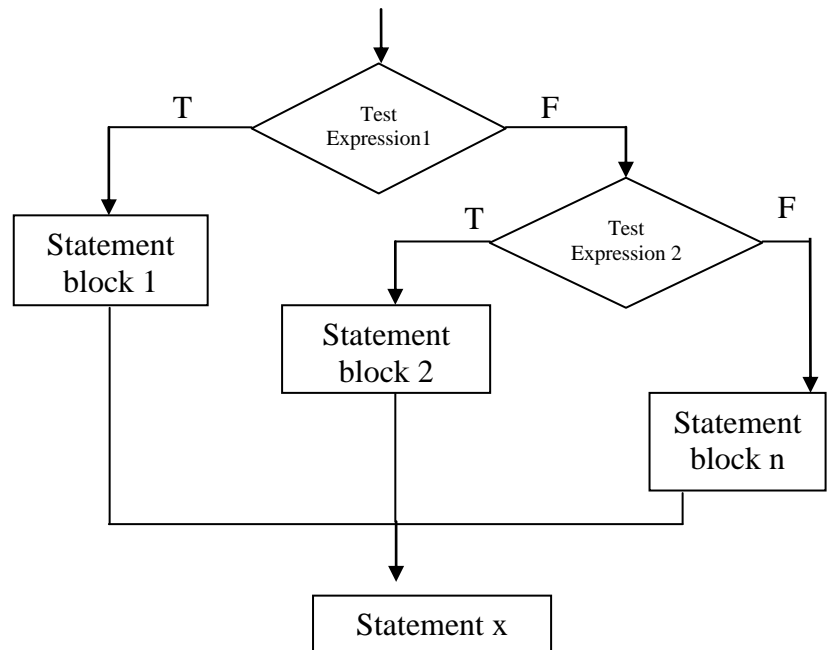 T
Test
Expression1
F
Statement
block 1
T
Test
Expression 2
F
Statement
block 2
Statement
block n
Statement x